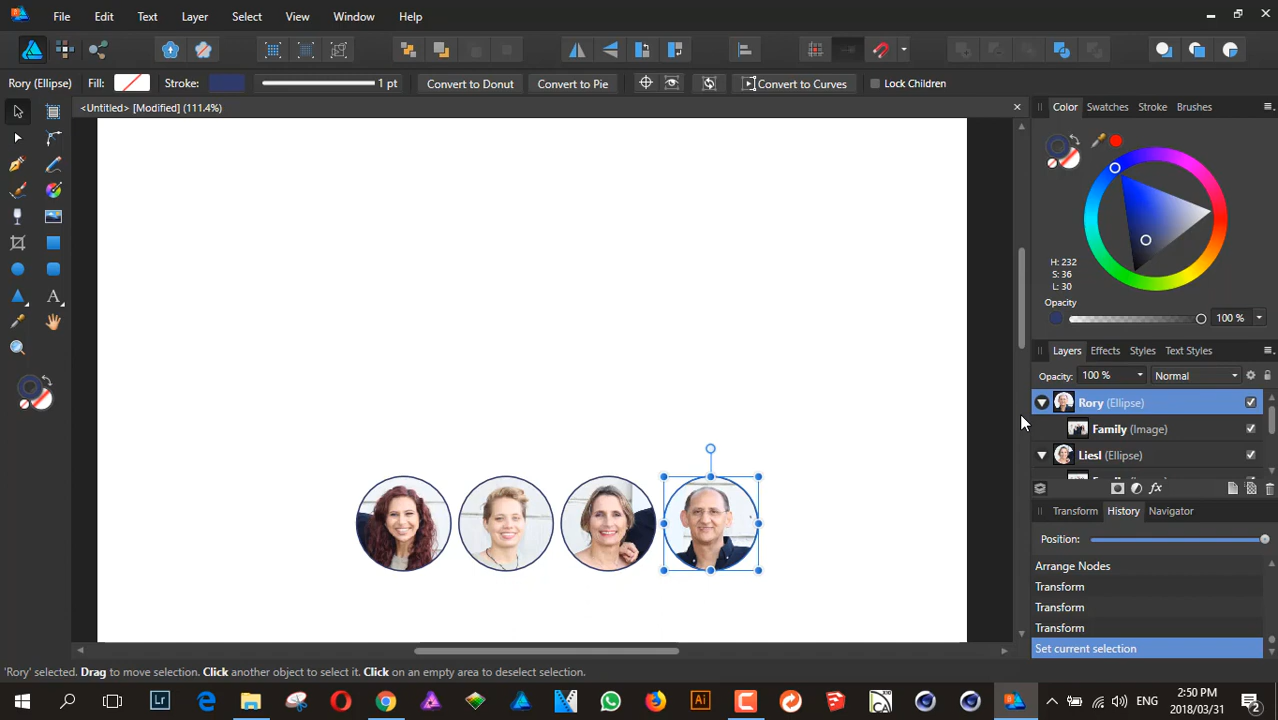 File Edit Text Layer Select View Window Help
Rory (Ellipse) Fill: Stroke: 1 pt Convert to Donut Convert to Pie Convert to Curves Lock Children
<Untitled> [Modified] (111.4%)
Color Swatches Stroke Brushes
H: 232
S: 36
L: 30
Opacity
100 %
Layers Effects Styles Text Styles
Opacity: 100 % Normal
Rory (Ellipse)
Family (Image)
Liesl (Ellipse)
Transform History Navigator
Position:
Arrange Nodes
Transform
Transform
Transform
Set current selection
'Rory' selected. Drag to move selection. Click another object to select it. Click on an empty area to deselect selection.
Lr
Ai
ENG
2:50 PM
2018/03/31
2